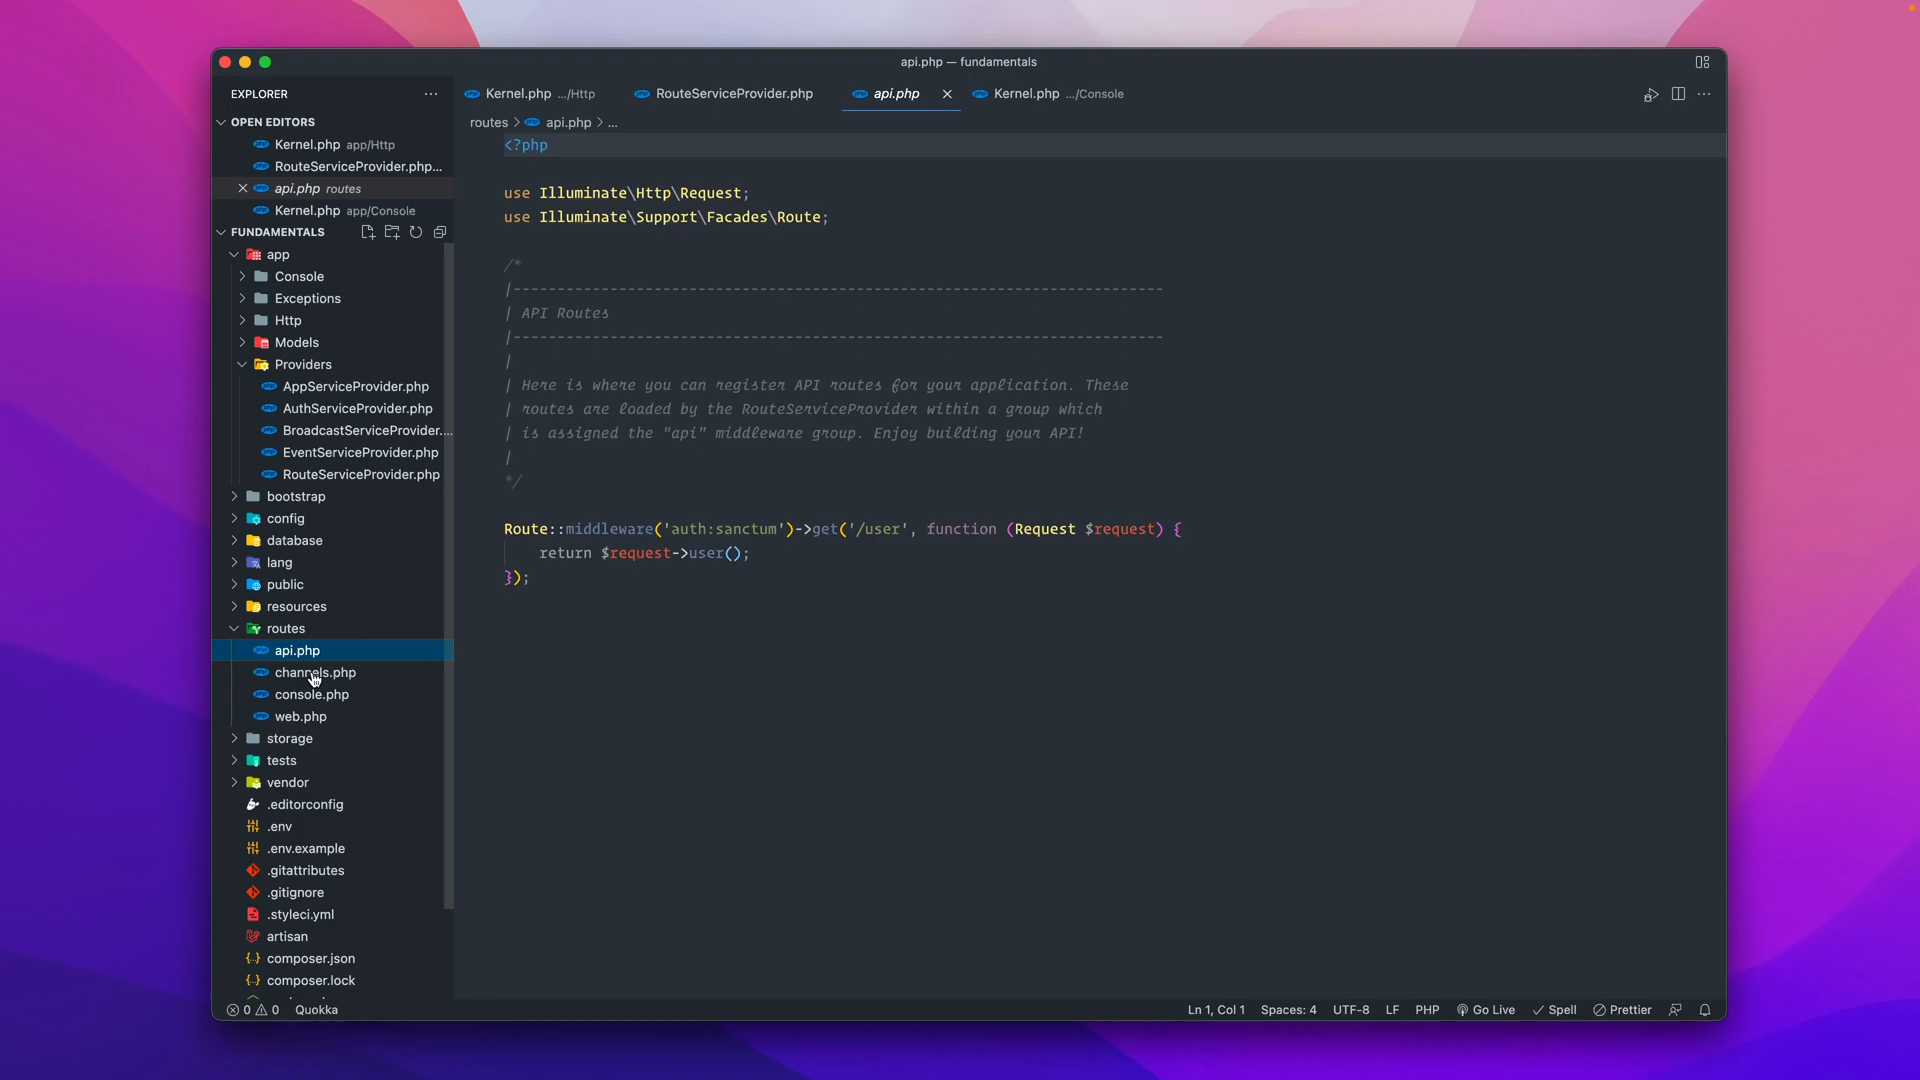 api.php — fundamentals
EXPLORER
OPEN EDITORS
Kernel.php app/Http
RouteServiceProvider.php...
api.php routes
Kernel.php app/Console
FUNDAMENTALS
app
Console
Exceptions
Http
Models
Providers
AppServiceProvider.php
AuthServiceProvider.php
BroadcastServiceProvider....
EventServiceProvider.php
RouteServiceProvider.php
bootstrap
config
database
lang
public
resources
routes
api.php
channels.php
console.php
web.php
storage
tests
vendor
.editorconfig
.env
.env.example
.gitattributes
.gitignore
.styleci.yml
artisan
composer.json
composer.lock
Kernel.php .../Http RouteServiceProvider.php api.php Kernel.php .../Console
routes > api.php > ...
<?php
use Illuminate\Http\Request;
use Illuminate\Support\Facades\Route;
/*
|--------------------------------------------------------------------------
| API Routes
|--------------------------------------------------------------------------
|
| Here is where you can register API routes for your application. These
| routes are loaded by the RouteServiceProvider within a group which
| is assigned the "api" middleware group. Enjoy building your API!
|
*/
Route::middleware('auth:sanctum')->get('/user', function (Request $request) {
return $request->user();
});
0 0 Quokka Ln 1, Col 1 Spaces: 4 UTF-8 LF PHP Go Live Spell Prettier